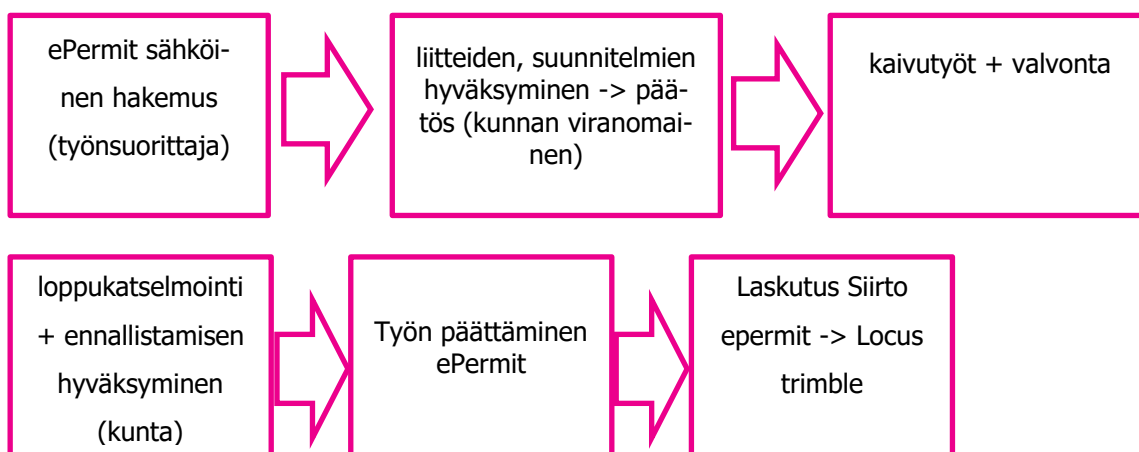 ePermit sähköi-
nen hakemus
(työnsuorittaja)
liitteiden, suunnitelmien
hyväksyminen -> pää-
tös (kunnan viranomai-
nen)
kaivutyöt + valvonta
loppukatselmointi
+ ennallistamisen
hyväksyminen
(kunta)
Työn päättäminen
ePermit
Laskutus Siirto
epermit -> Locus
trimble